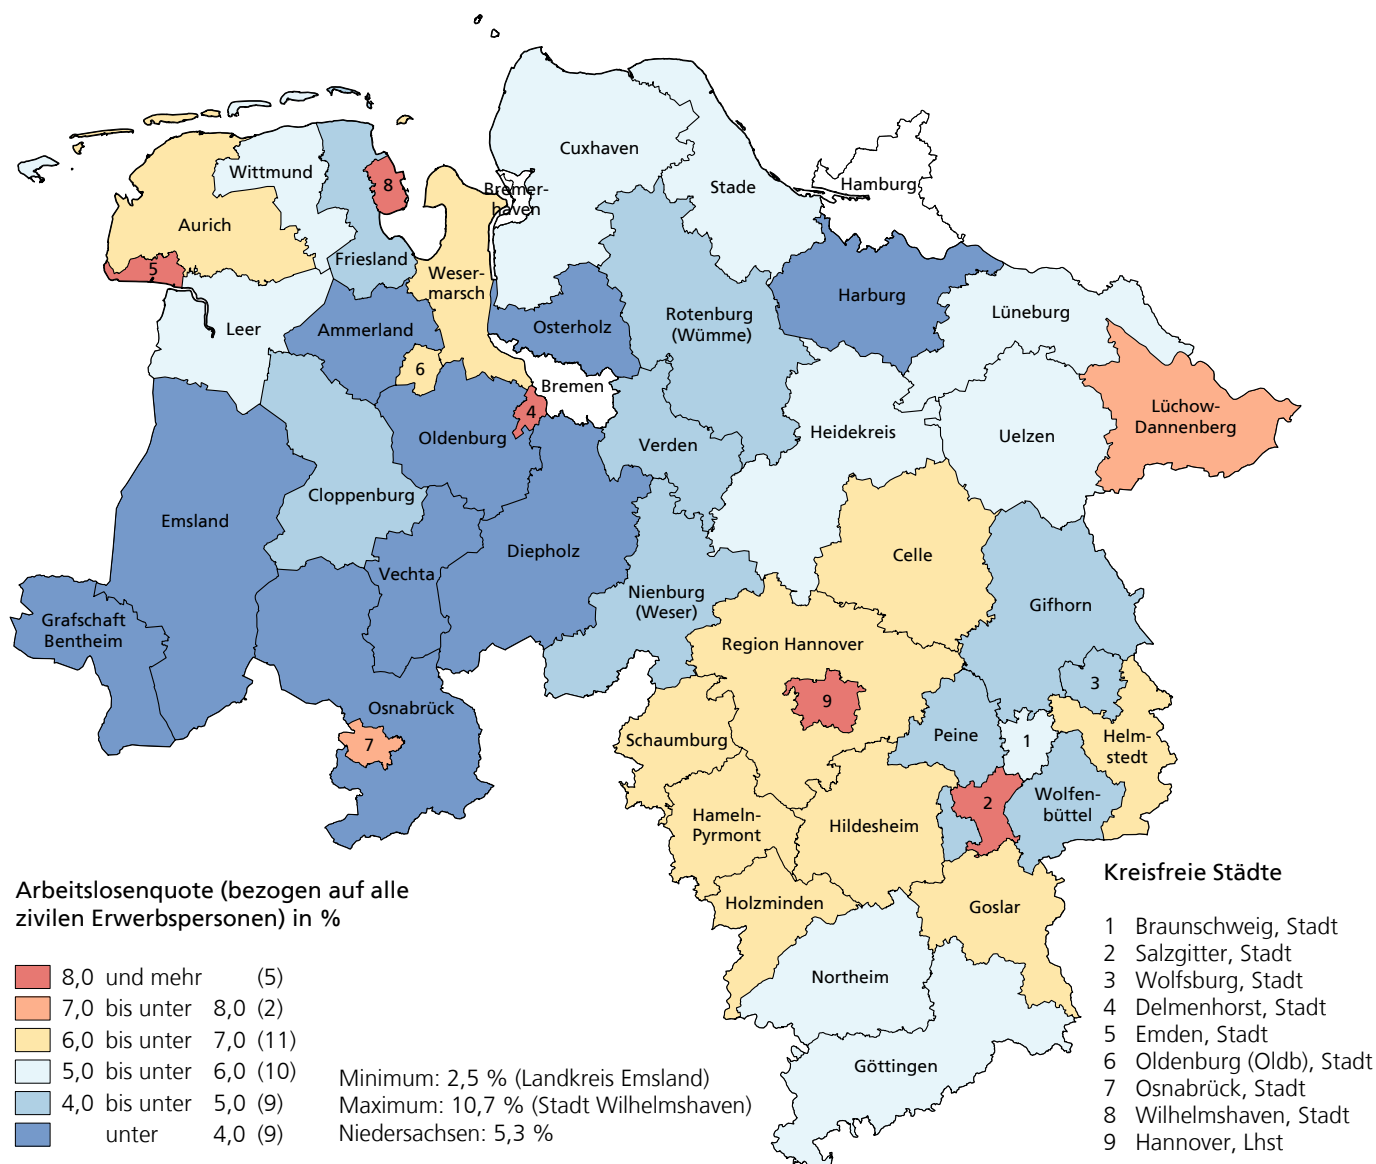 Cuxhaven
Wittmund
Stade
Hamburg
8
Bremer-
haven
Aurich
Friesland
5
Weser-
marsch
Harburg
Lüneburg
Rotenburg
(Wümme)
Leer
Ammerland
Osterholz
6
Bremen
4
Lüchow-
Dannenberg
Oldenburg
Heidekreis
Uelzen
Verden
Cloppenburg
Emsland
Diepholz
Celle
Vechta
Nienburg
(Weser)
Gifhorn
Grafschaft
Bentheim
Region Hannover
3
9
Osnabrück
7
Schaumburg
Peine
1
Helm-
stedt
2
Wolfen-
büttel
Hameln-
Pyrmont
Hildesheim
Holzminden
Goslar
Northeim
Göttingen
Arbeitslosenquote (bezogen auf alle
zivilen Erwerbspersonen) in %
8,0 und mehr (5)
7,0 bis unter 8,0 (2)
6,0 bis unter 7,0 (11)
5,0 bis unter 6,0 (10)
4,0 bis unter 5,0 (9)
unter 4,0 (9)
Minimum: 2,5 % (Landkreis Emsland)
Maximum: 10,7 % (Stadt Wilhelmshaven)
Niedersachsen: 5,3 %
Kreisfreie Städte
1 Braunschweig, Stadt
2 Salzgitter, Stadt
3 Wolfsburg, Stadt
4 Delmenhorst, Stadt
5 Emden, Stadt
6 Oldenburg (Oldb), Stadt
7 Osnabrück, Stadt
8 Wilhelmshaven, Stadt
9 Hannover, Lhst